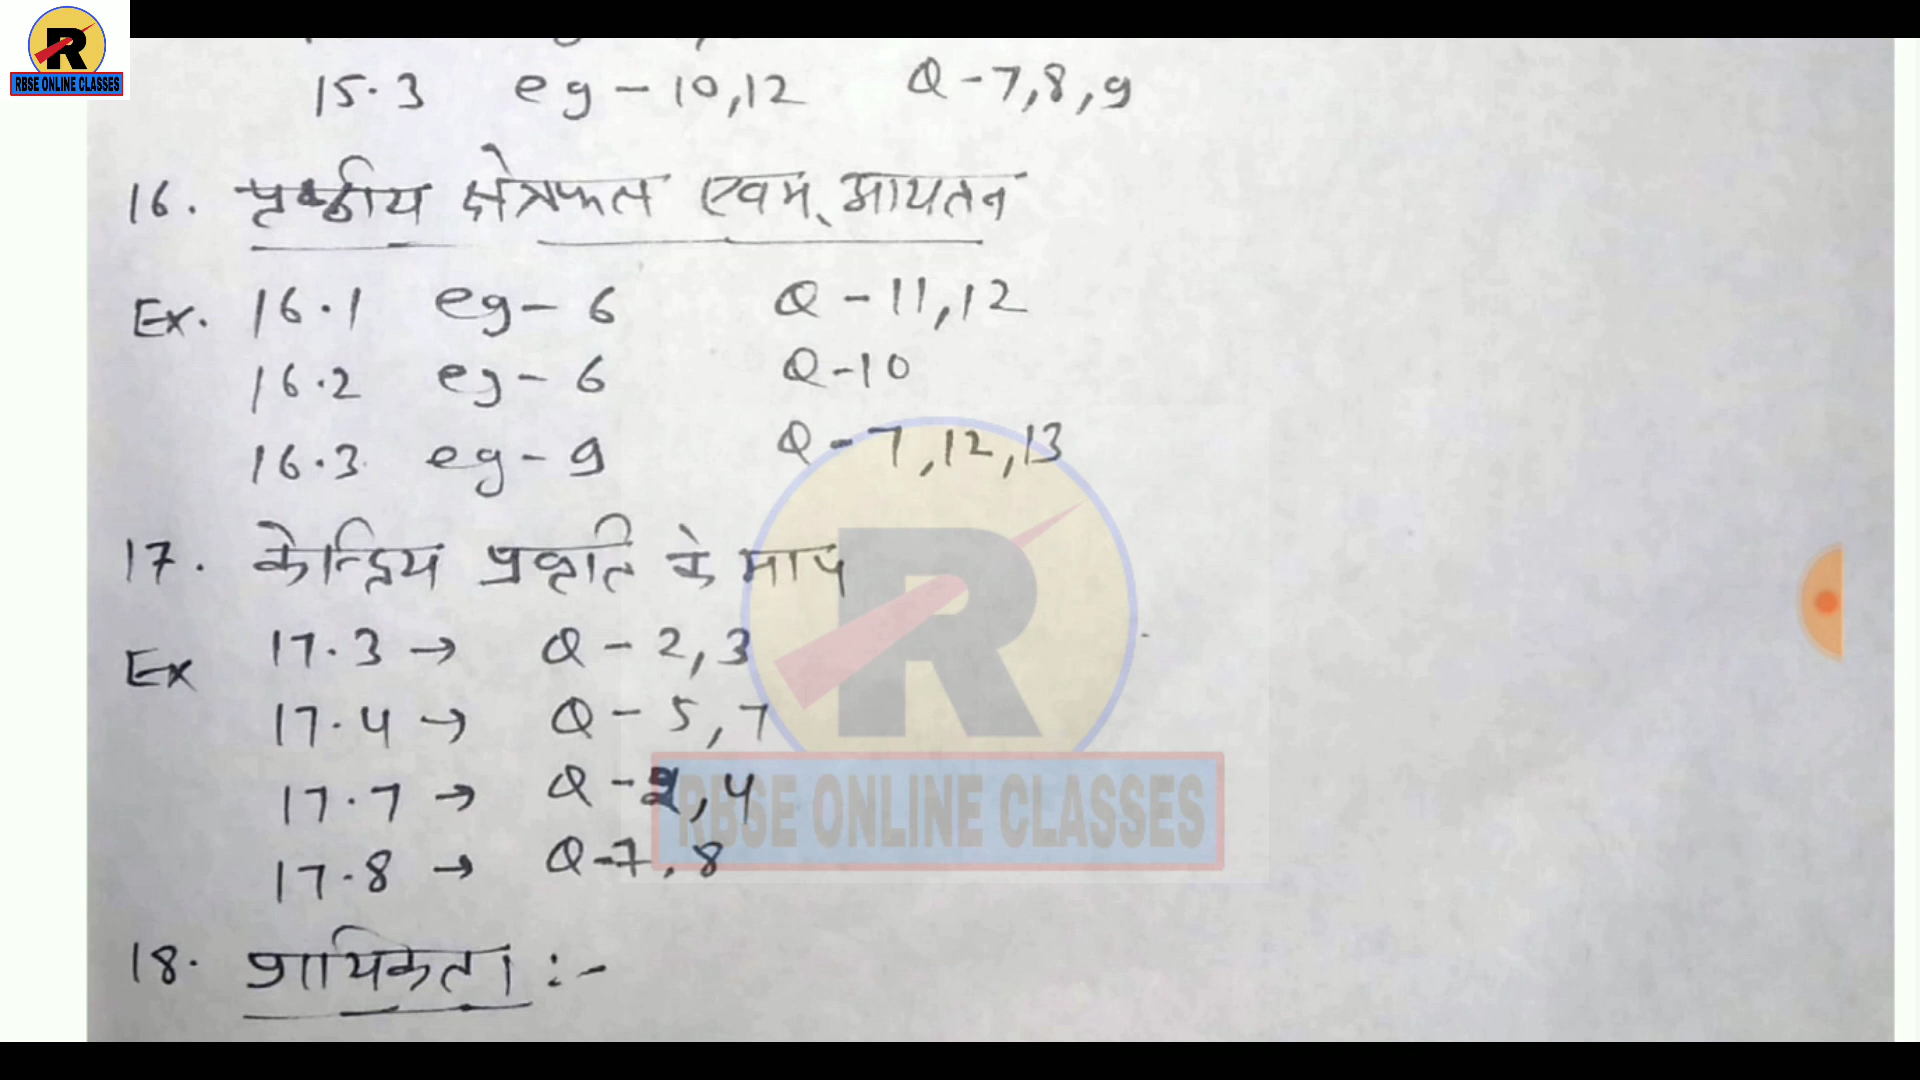 R
RBSE ONLINE CLASSES
15.3 eg - 10,12 Q - 7,8,9
16. पृष्ठीय क्षेत्रफल एवम् आयतन
Ex. 16.1 eg - 6 Q - 11,12
16.2 eg - 6 Q - 10
16.3 eg - 9 Q - 7,12,13
17. केन्द्रिय प्रवृति के माप
Ex 17.3 → Q - 2,3
17.4 → Q - 5,7
17.7 → Q - 2,4
17.8 → Q - 7,8
R
RBSE ONLINE CLASSES
18. प्रायिकता :-